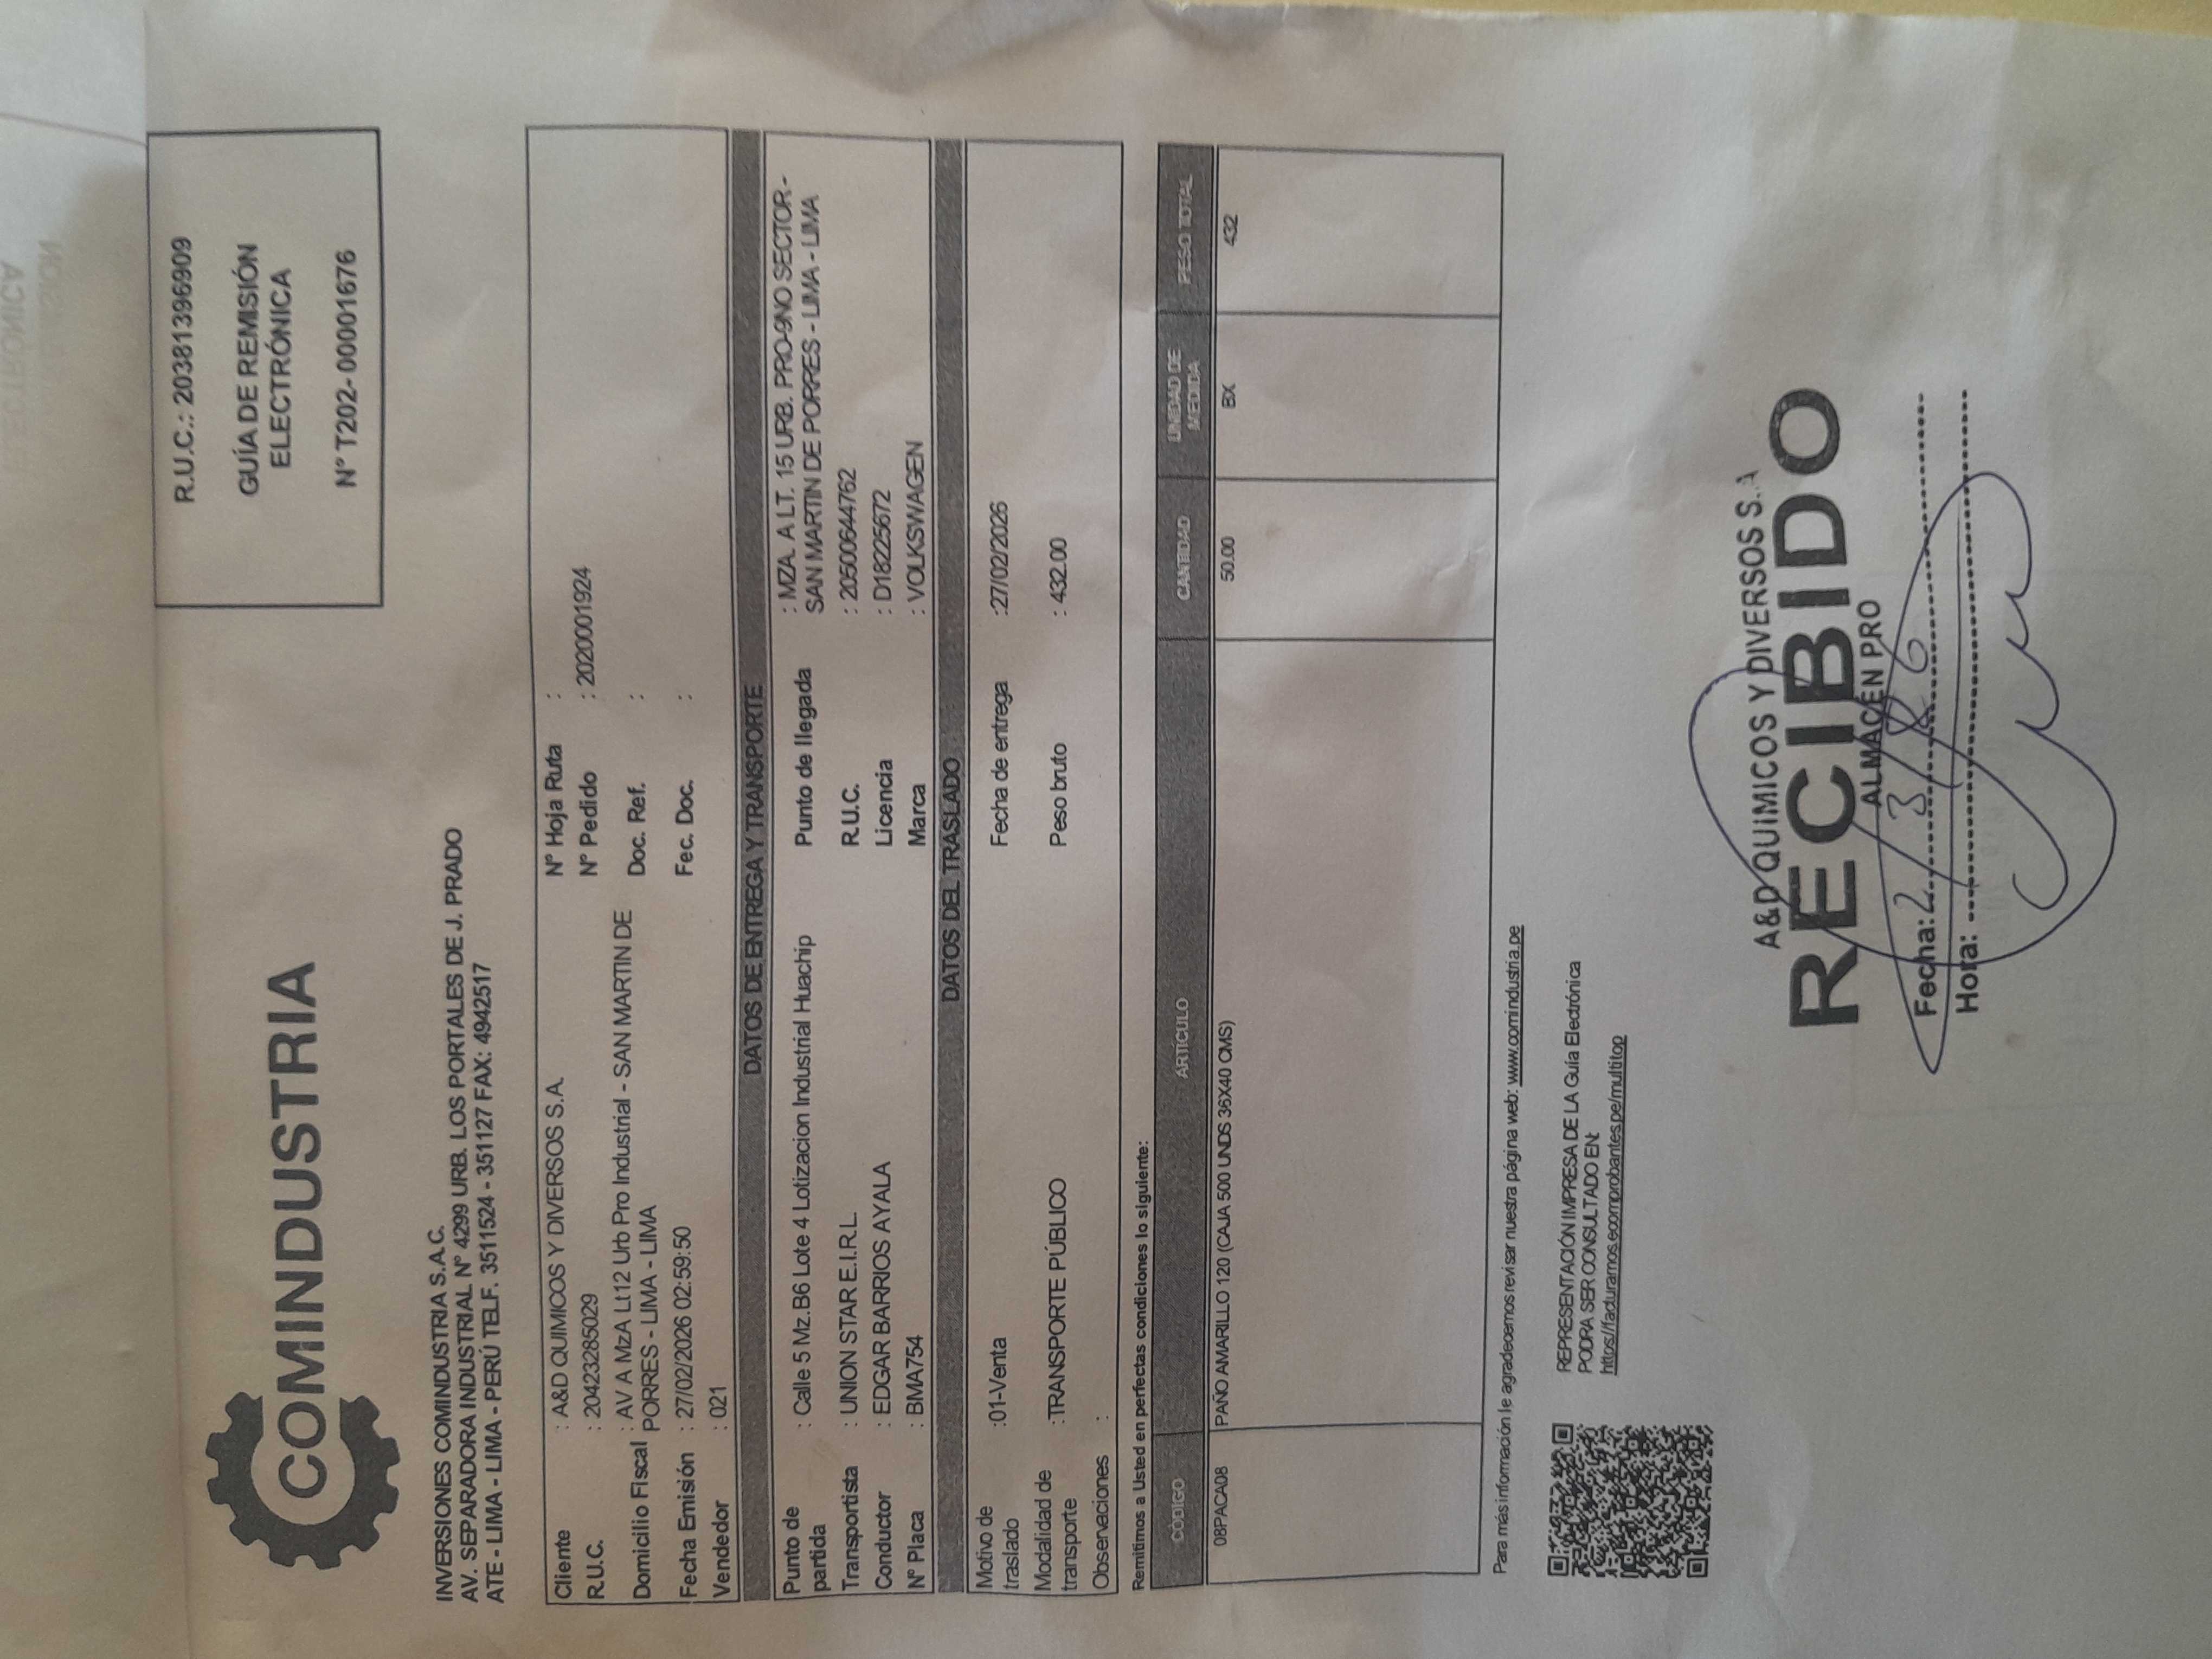 COMINDUSTRIA
R.U.C.: 20381396909
GUÍA DE REMISIÓN
ELECTRÓNICA
N° T202-00001676
INVERSIONES COMINDUSTRIA S.A.C.
AV. SEPARADORA INDUSTRIAL N° 4299 URB. LOS PORTALES DE J. PRADO
ATE - LIMA - LIMA - PERÚ TELF. 3511524 - 351127 FAX: 4942517
Cliente : A&D QUIMICOS Y DIVERSOS S.A. N° Hoja Ruta :
R.U.C. : 20423285029 N° Pedido : 2020001924
Domicilio Fiscal : AV A MzA Lt12 Urb Pro Industrial - SAN MARTIN DE Doc. Ref. :
PORRES - LIMA - LIMA
Fecha Emisión : 27/02/2026 02:59:50 Fec. Doc. :
Vendedor : 021
DATOS DE ENTREGA Y TRANSPORTE
Punto de partida : Calle 5 Mz.B6 Lote 4 Lotizacion Industrial Huachip Punto de llegada : MZA. A LT. 15 URB. PRO-9NO SECTOR.-
SAN MARTIN DE PORRES - LIMA - LIMA
Transportista : UNION STAR E.I.R.L. R.U.C. : 20500644762
Conductor : EDGAR BARRIOS AYALA Licencia : D18225672
N° Placa : BMA754 Marca : VOLKSWAGEN
DATOS DEL TRASLADO
Motivo de traslado :01-Venta Fecha de entrega :27/02/2026
Modalidad de transporte :TRANSPORTE PÚBLICO Peso bruto : 432.00
Observaciones :
Remitimos a Usted en perfectas condiciones lo siguiente:
CÓDIGO ARTÍCULO CANTIDAD UNIDAD DE MEDIDA PESO TOTAL
08PACA08 PAÑO AMARILLO 120 (CAJA 500 UNDS 36X40 CMS) 50.00 BX 432
Para más información le agradecemos revisar nuestra página web: www.comindustria.pe
REPRESENTACIÓN IMPRESA DE LA Guía Electrónica
PODRA SER CONSULTADO EN:
https://facturamos.ecomprobantes.pe/multitop
A&D QUIMICOS Y DIVERSOS S.A
RECIBIDO
ALMACEN PRO
Fecha: 2/3/
Hora: